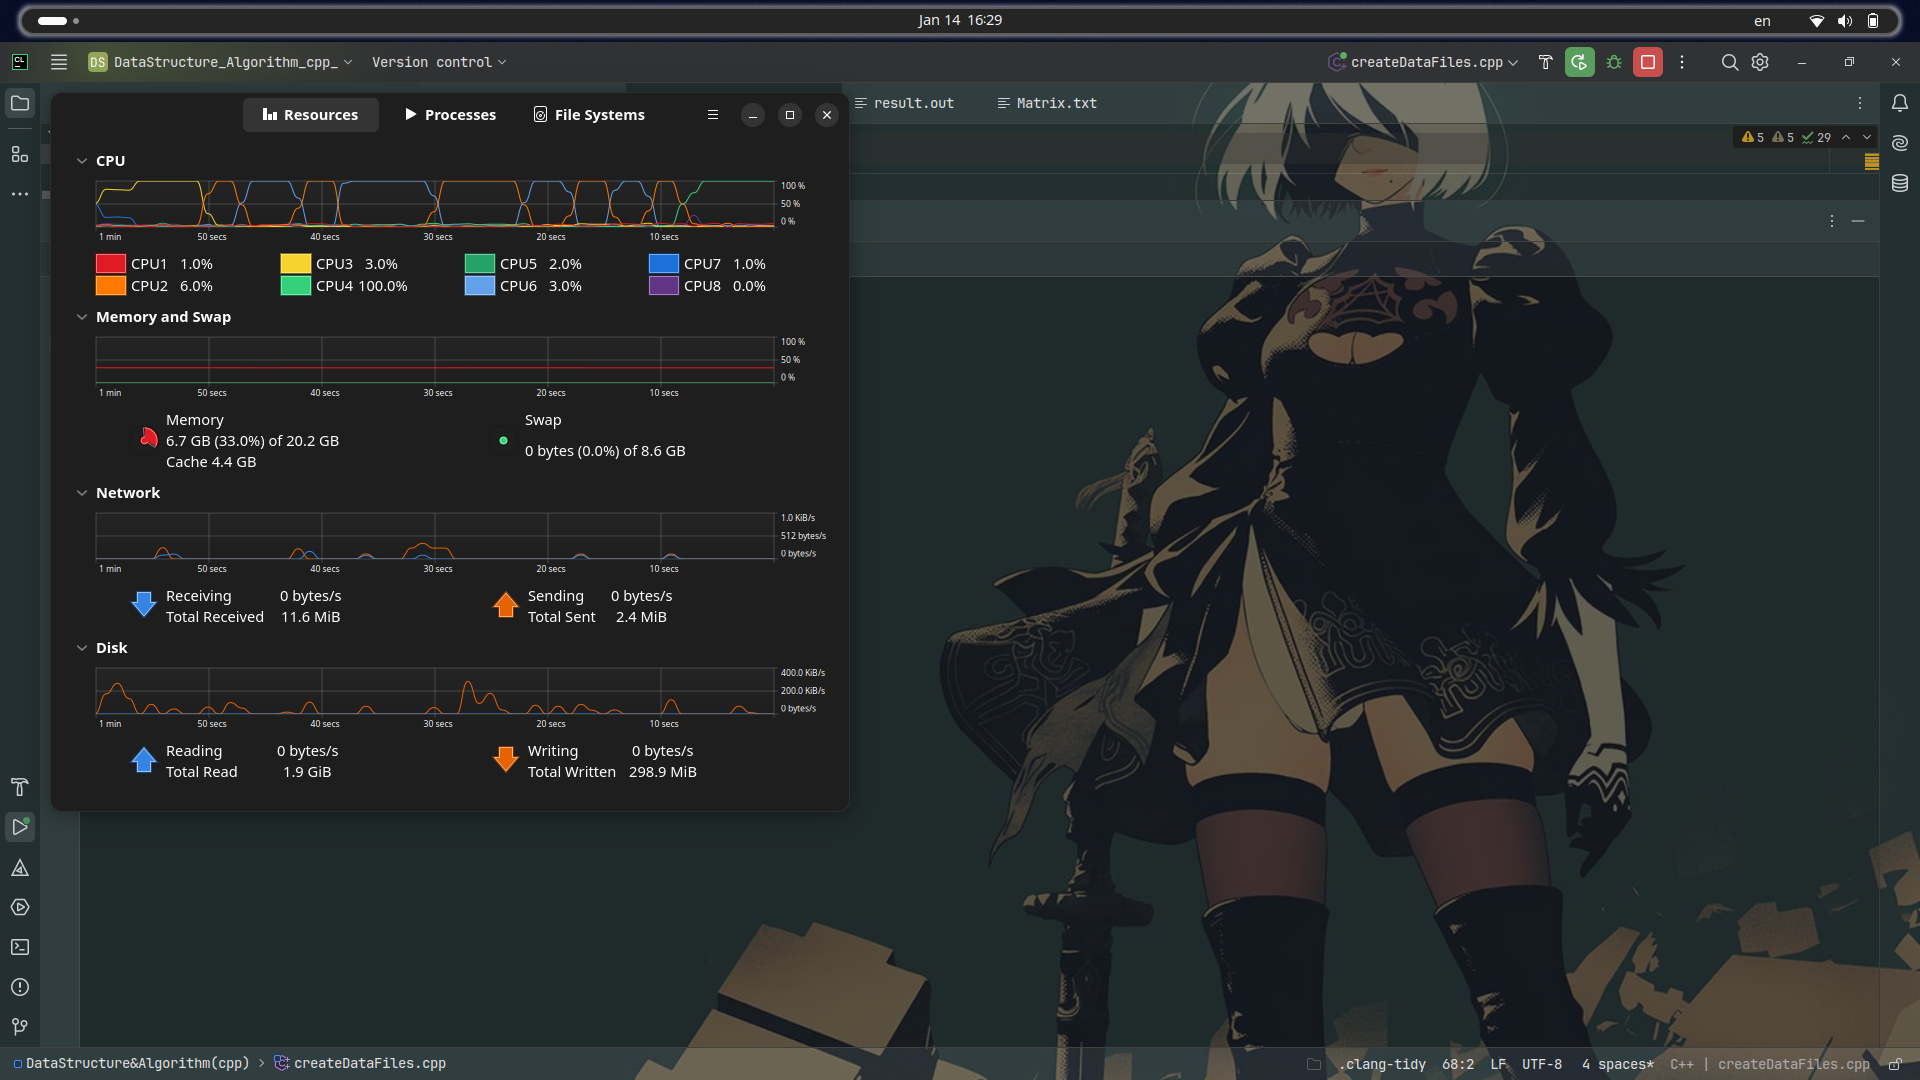 Jan 14 16:29
en
CL
DS DataStructure_Algorithm_cpp_
Version control
createDataFiles.cpp
Resources
Processes
File Systems
result.out
Matrix.txt
5 5 29
CPU
100 %
50 %
0 %
1 min 50 secs 40 secs 30 secs 20 secs 10 secs
CPU1 1.0% CPU3 3.0% CPU5 2.0% CPU7 1.0%
CPU2 6.0% CPU4 100.0% CPU6 3.0% CPU8 0.0%
Memory and Swap
100 %
50 %
0 %
1 min 50 secs 40 secs 30 secs 20 secs 10 secs
Memory
6.7 GB (33.0%) of 20.2 GB
Cache 4.4 GB
Swap
0 bytes (0.0%) of 8.6 GB
Network
1.0 KiB/s
512 bytes/s
0 bytes/s
1 min 50 secs 40 secs 30 secs 20 secs 10 secs
Receiving 0 bytes/s
Total Received 11.6 MiB
Sending 0 bytes/s
Total Sent 2.4 MiB
Disk
400.0 KiB/s
200.0 KiB/s
0 bytes/s
1 min 50 secs 40 secs 30 secs 20 secs 10 secs
Reading 0 bytes/s
Total Read 1.9 GiB
Writing 0 bytes/s
Total Written 298.9 MiB
DataStructure&Algorithm(cpp) > createDataFiles.cpp
.clang-tidy 68:2 LF UTF-8 4 spaces* C++ | createDataFiles.cpp